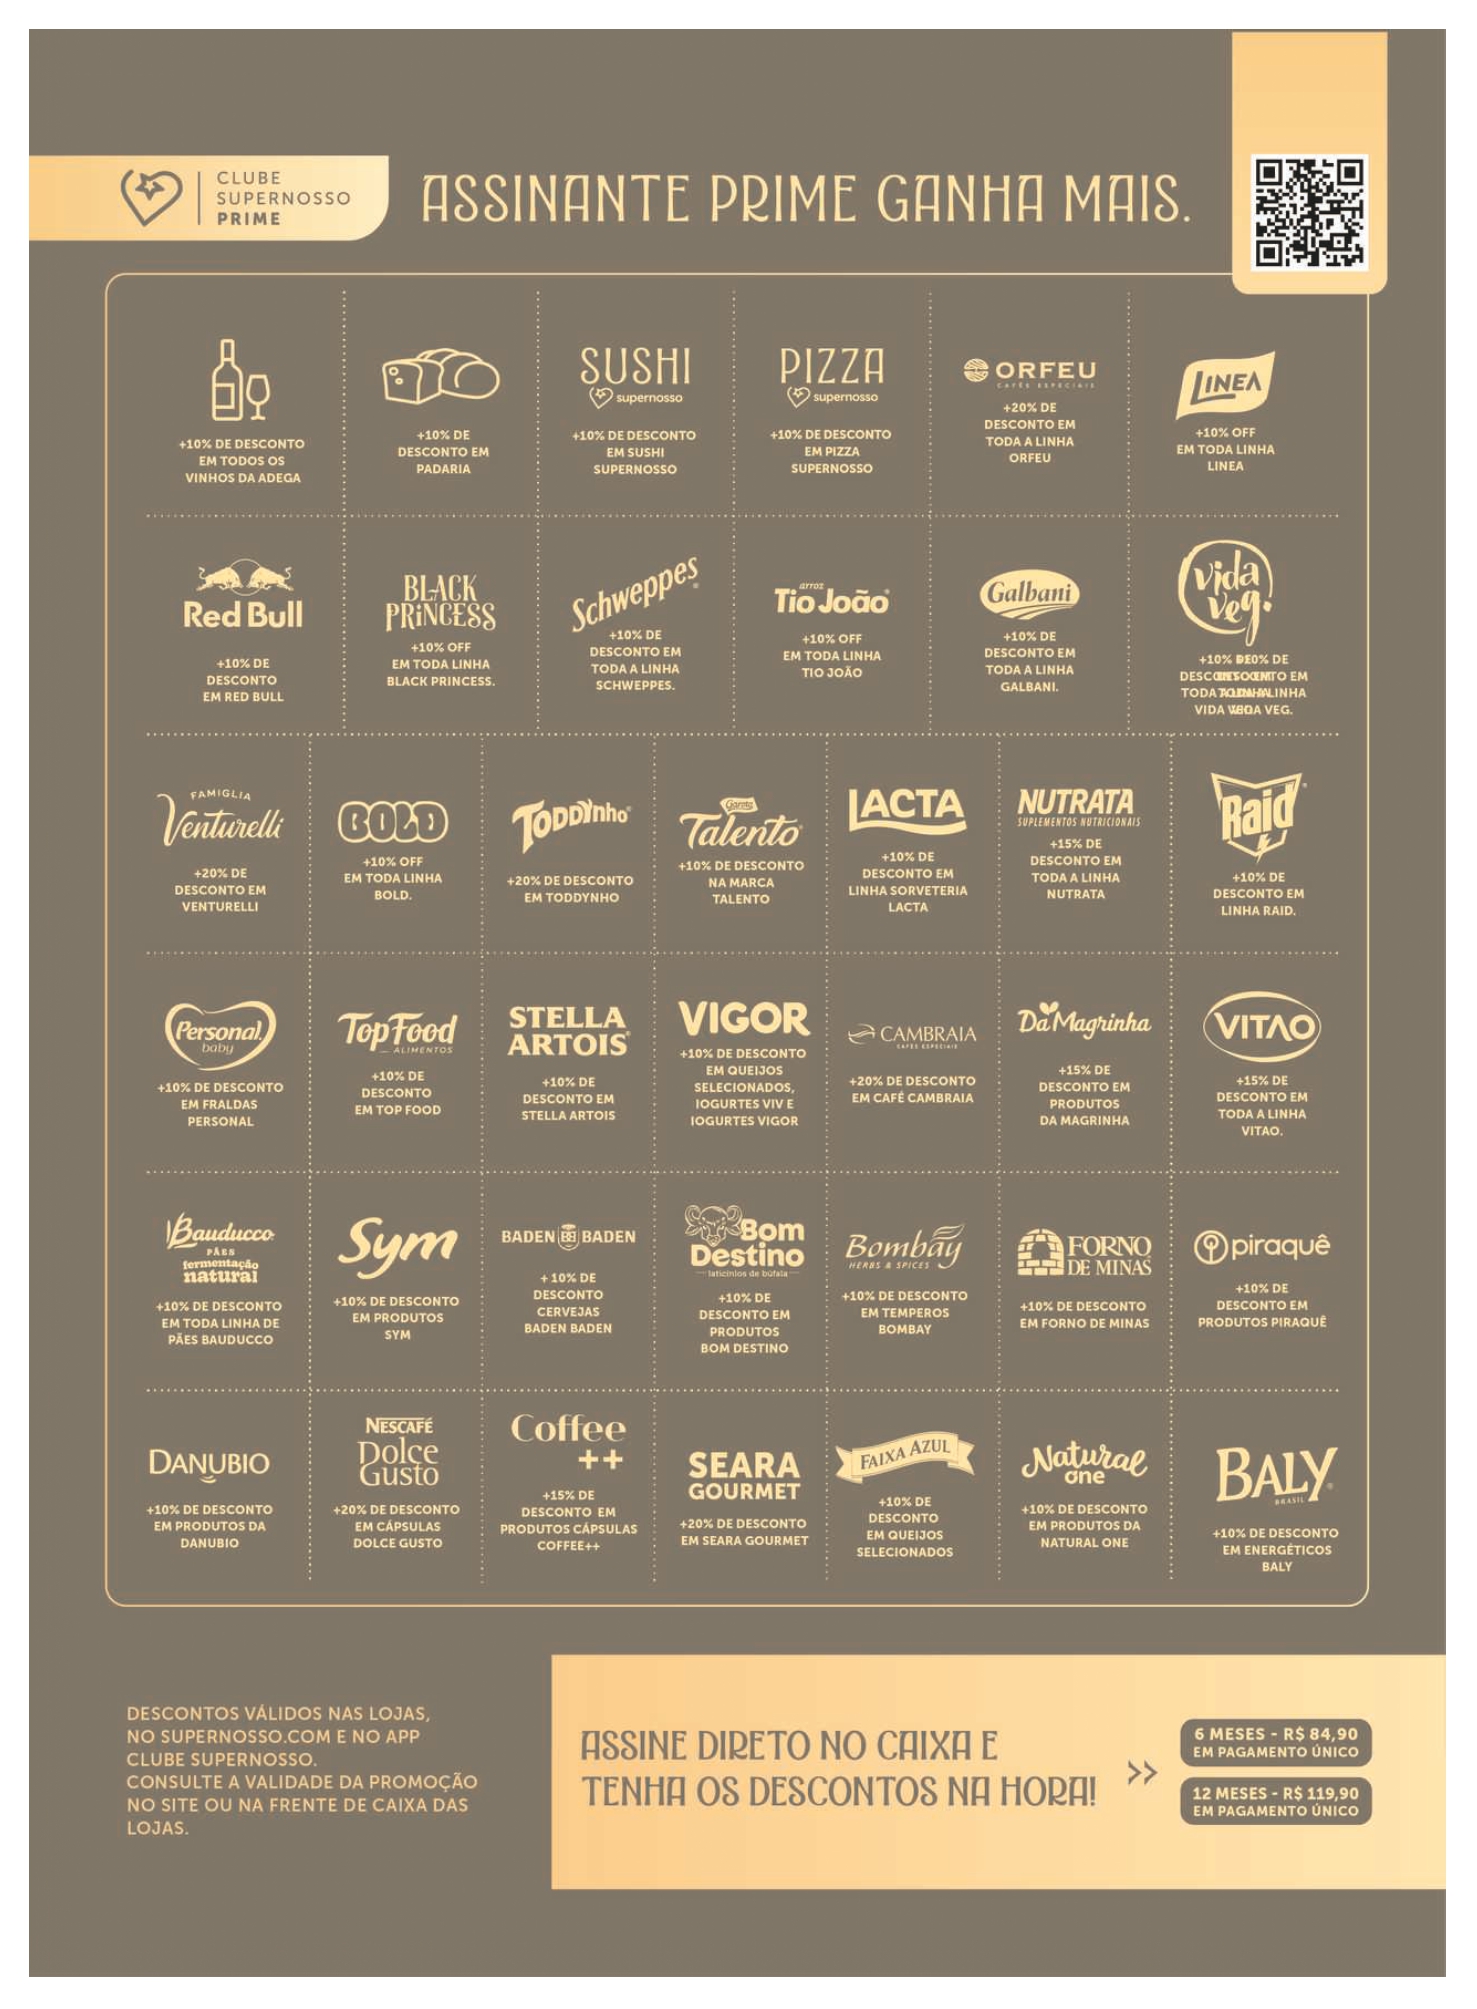 CLUBE
SUPERNOSSO
PRIME
ASSINANTE PRIME GANHA MAIS.
+10% DE DESCONTO
EM TODOS OS
VINHOS DA ADEGA
+10% DE
DESCONTO EM
PADARIA
SUSHI
supernosso
+10% DE DESCONTO
EM SUSHI
SUPERNOSSO
PIZZA
supernosso
+10% DE DESCONTO
EM PIZZA
SUPERNOSSO
ORFEU
CAFÉS ESPECIAIS
+20% DE
DESCONTO EM
TODA A LINHA
ORFEU
LINEA
+10% OFF
EM TODA LINHA
LINEA
Red Bull
+10% DE
DESCONTO
EM RED BULL
BLACK
PRINCESS
+10% OFF
EM TODA LINHA
BLACK PRINCESS.
Schweppes
+10% DE
DESCONTO EM
TODA A LINHA
SCHWEPPES.
arroz
Tio João
+10% OFF
EM TODA LINHA
TIO JOÃO
Galbani
+10% DE
DESCONTO EM
TODA A LINHA
GALBANI.
Vida
veg.
+10% DE
DESCONTO EM
TODA A LINHA
VIDA VEG.
FAMIGLIA
Venturelli
+20% DE
DESCONTO EM
VENTURELLI
BOLD
+10% OFF
EM TODA LINHA
BOLD.
TODDYnho
+20% DE DESCONTO
EM TODDYNHO
Garoto
Talento
+10% DE DESCONTO
NA MARCA
TALENTO
LACTA
+10% DE
DESCONTO EM
LINHA SORVETERIA
LACTA
NUTRATA
SUPLEMENTOS NUTRICIONAIS
+15% DE
DESCONTO EM
TODA A LINHA
NUTRATA
Raid
+10% DE
DESCONTO EM
LINHA RAID.
Personal
baby
+10% DE DESCONTO
EM FRALDAS
PERSONAL
TopFood
ALIMENTOS
+10% DE
DESCONTO
EM TOP FOOD
STELLA
ARTOIS
+10% DE
DESCONTO EM
STELLA ARTOIS
VIGOR
+10% DE DESCONTO
EM QUEIJOS
SELECIONADOS,
IOGURTES VIV E
IOGURTES VIGOR
CAMBRAIA
CAFÉS ESPECIAIS
+20% DE DESCONTO
EM CAFÉ CAMBRAIA
DaMagrinha
+15% DE
DESCONTO EM
PRODUTOS
DA MAGRINHA
VITAO
+15% DE
DESCONTO EM
TODA A LINHA
VITAO.
Bauducco
PÃES
fermentação
natural
+10% DE DESCONTO
EM TODA LINHA DE
PÃES BAUDUCCO
Sym
+10% DE DESCONTO
EM PRODUTOS
SYM
BADEN BADEN
+ 10% DE
DESCONTO
CERVEJAS
BADEN BADEN
Bom
Destino
laticínios de búfala
+10% DE
DESCONTO EM
PRODUTOS
BOM DESTINO
Bombay
HERBS & SPICES
+10% DE DESCONTO
EM TEMPEROS
BOMBAY
FORNO
DE MINAS
+10% DE DESCONTO
EM FORNO DE MINAS
piraquê
+10% DE
DESCONTO EM
PRODUTOS PIRAQUÊ
DANUBIO
+10% DE DESCONTO
EM PRODUTOS DA
DANUBIO
NESCAFÉ
Dolce
Gusto
+20% DE DESCONTO
EM CÁPSULAS
DOLCE GUSTO
Coffee
++
+15% DE
DESCONTO EM
PRODUTOS CÁPSULAS
COFFEE++
SEARA
GOURMET
+20% DE DESCONTO
EM SEARA GOURMET
FAIXA AZUL
+10% DE
DESCONTO
EM QUEIJOS
SELECIONADOS
Natural
one
+10% DE DESCONTO
EM PRODUTOS DA
NATURAL ONE
BALY
BRASIL
+10% DE DESCONTO
EM ENERGÉTICOS
BALY
DESCONTOS VÁLIDOS NAS LOJAS,
NO SUPERNOSSO.COM E NO APP
CLUBE SUPERNOSSO.
CONSULTE A VALIDADE DA PROMOÇÃO
NO SITE OU NA FRENTE DE CAIXA DAS
LOJAS.
ASSINE DIRETO NO CAIXA E
TENHA OS DESCONTOS NA HORA!
>>
6 MESES - R$ 84,90
EM PAGAMENTO ÚNICO
12 MESES - R$ 119,90
EM PAGAMENTO ÚNICO